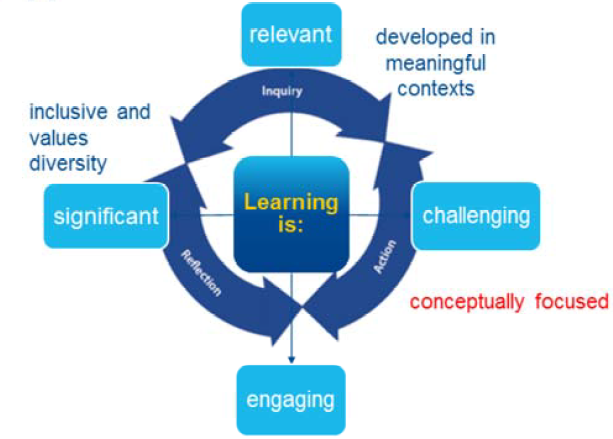 relevant
developed in
meaningful
contexts
Inquiry
inclusive and
values
diversity
Learning
is:
significant
challenging
Reflection
Action
conceptually focused
engaging